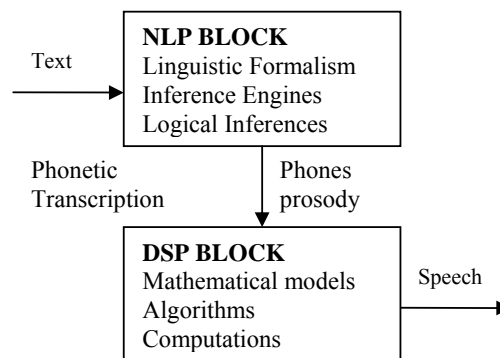 NLP BLOCK
Text
Linguistic Formalism
Inference Engines
Logical Inferences
Phonetic
Transcription
Phones
prosody
DSP BLOCK
Mathematical models
Algorithms
Computations
Speech